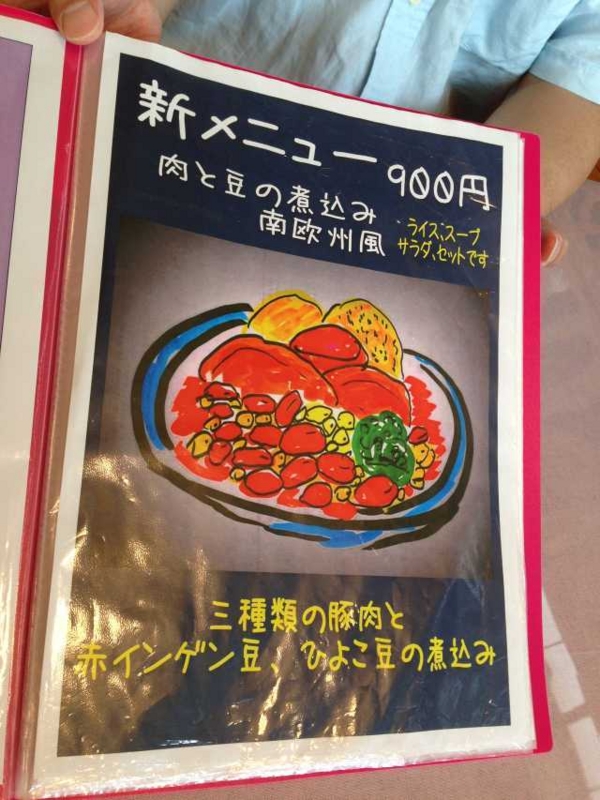 新メニュー 900円
肉と豆の煮込み
南欧州風
ライス、スープ
サラダ、セットです
三種類の豚肉と
赤インゲン豆、ひよこ豆の煮込み